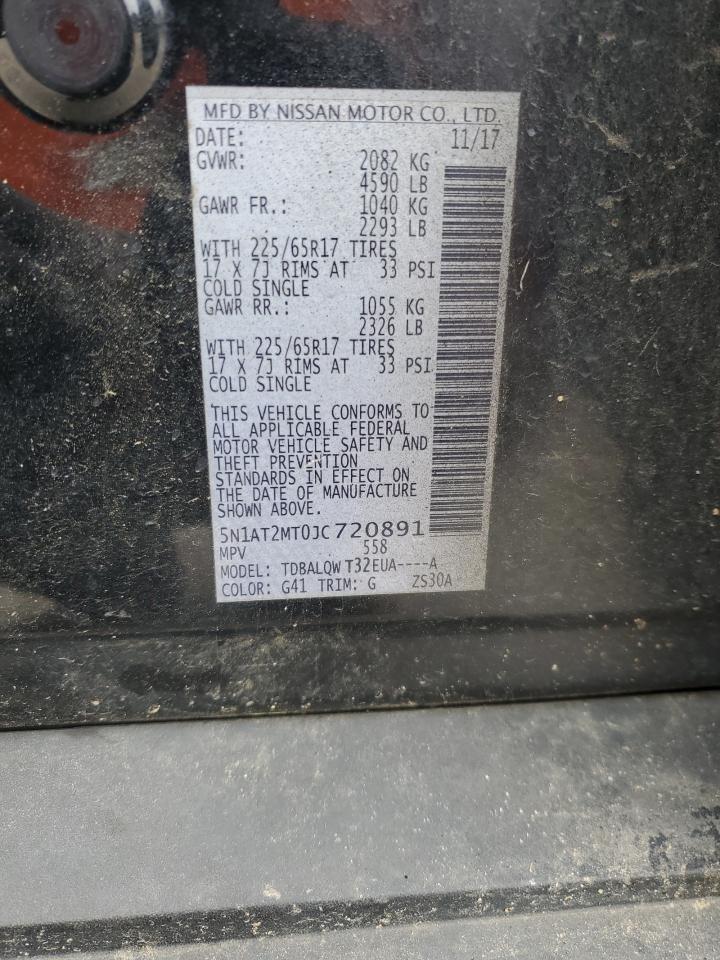 MFD BY NISSAN MOTOR CO., LTD.
DATE: 11/17
GVWR: 2082 KG
4590 LB
GAWR FR.: 1040 KG
2293 LB
WITH 225/65R17 TIRES
17 X 7J RIMS AT 33 PSI
COLD SINGLE
GAWR RR.: 1055 KG
2326 LB
WITH 225/65R17 TIRES
17 X 7J RIMS AT 33 PSI
COLD SINGLE
THIS VEHICLE CONFORMS TO
ALL APPLICABLE FEDERAL
MOTOR VEHICLE SAFETY AND
THEFT PREVENTION
STANDARDS IN EFFECT ON
THE DATE OF MANUFACTURE
SHOWN ABOVE.
5N1AT2MT0JC720891
MPV 558
MODEL: TDBALQW T32EUA----A
COLOR: G41 TRIM: G ZS30A